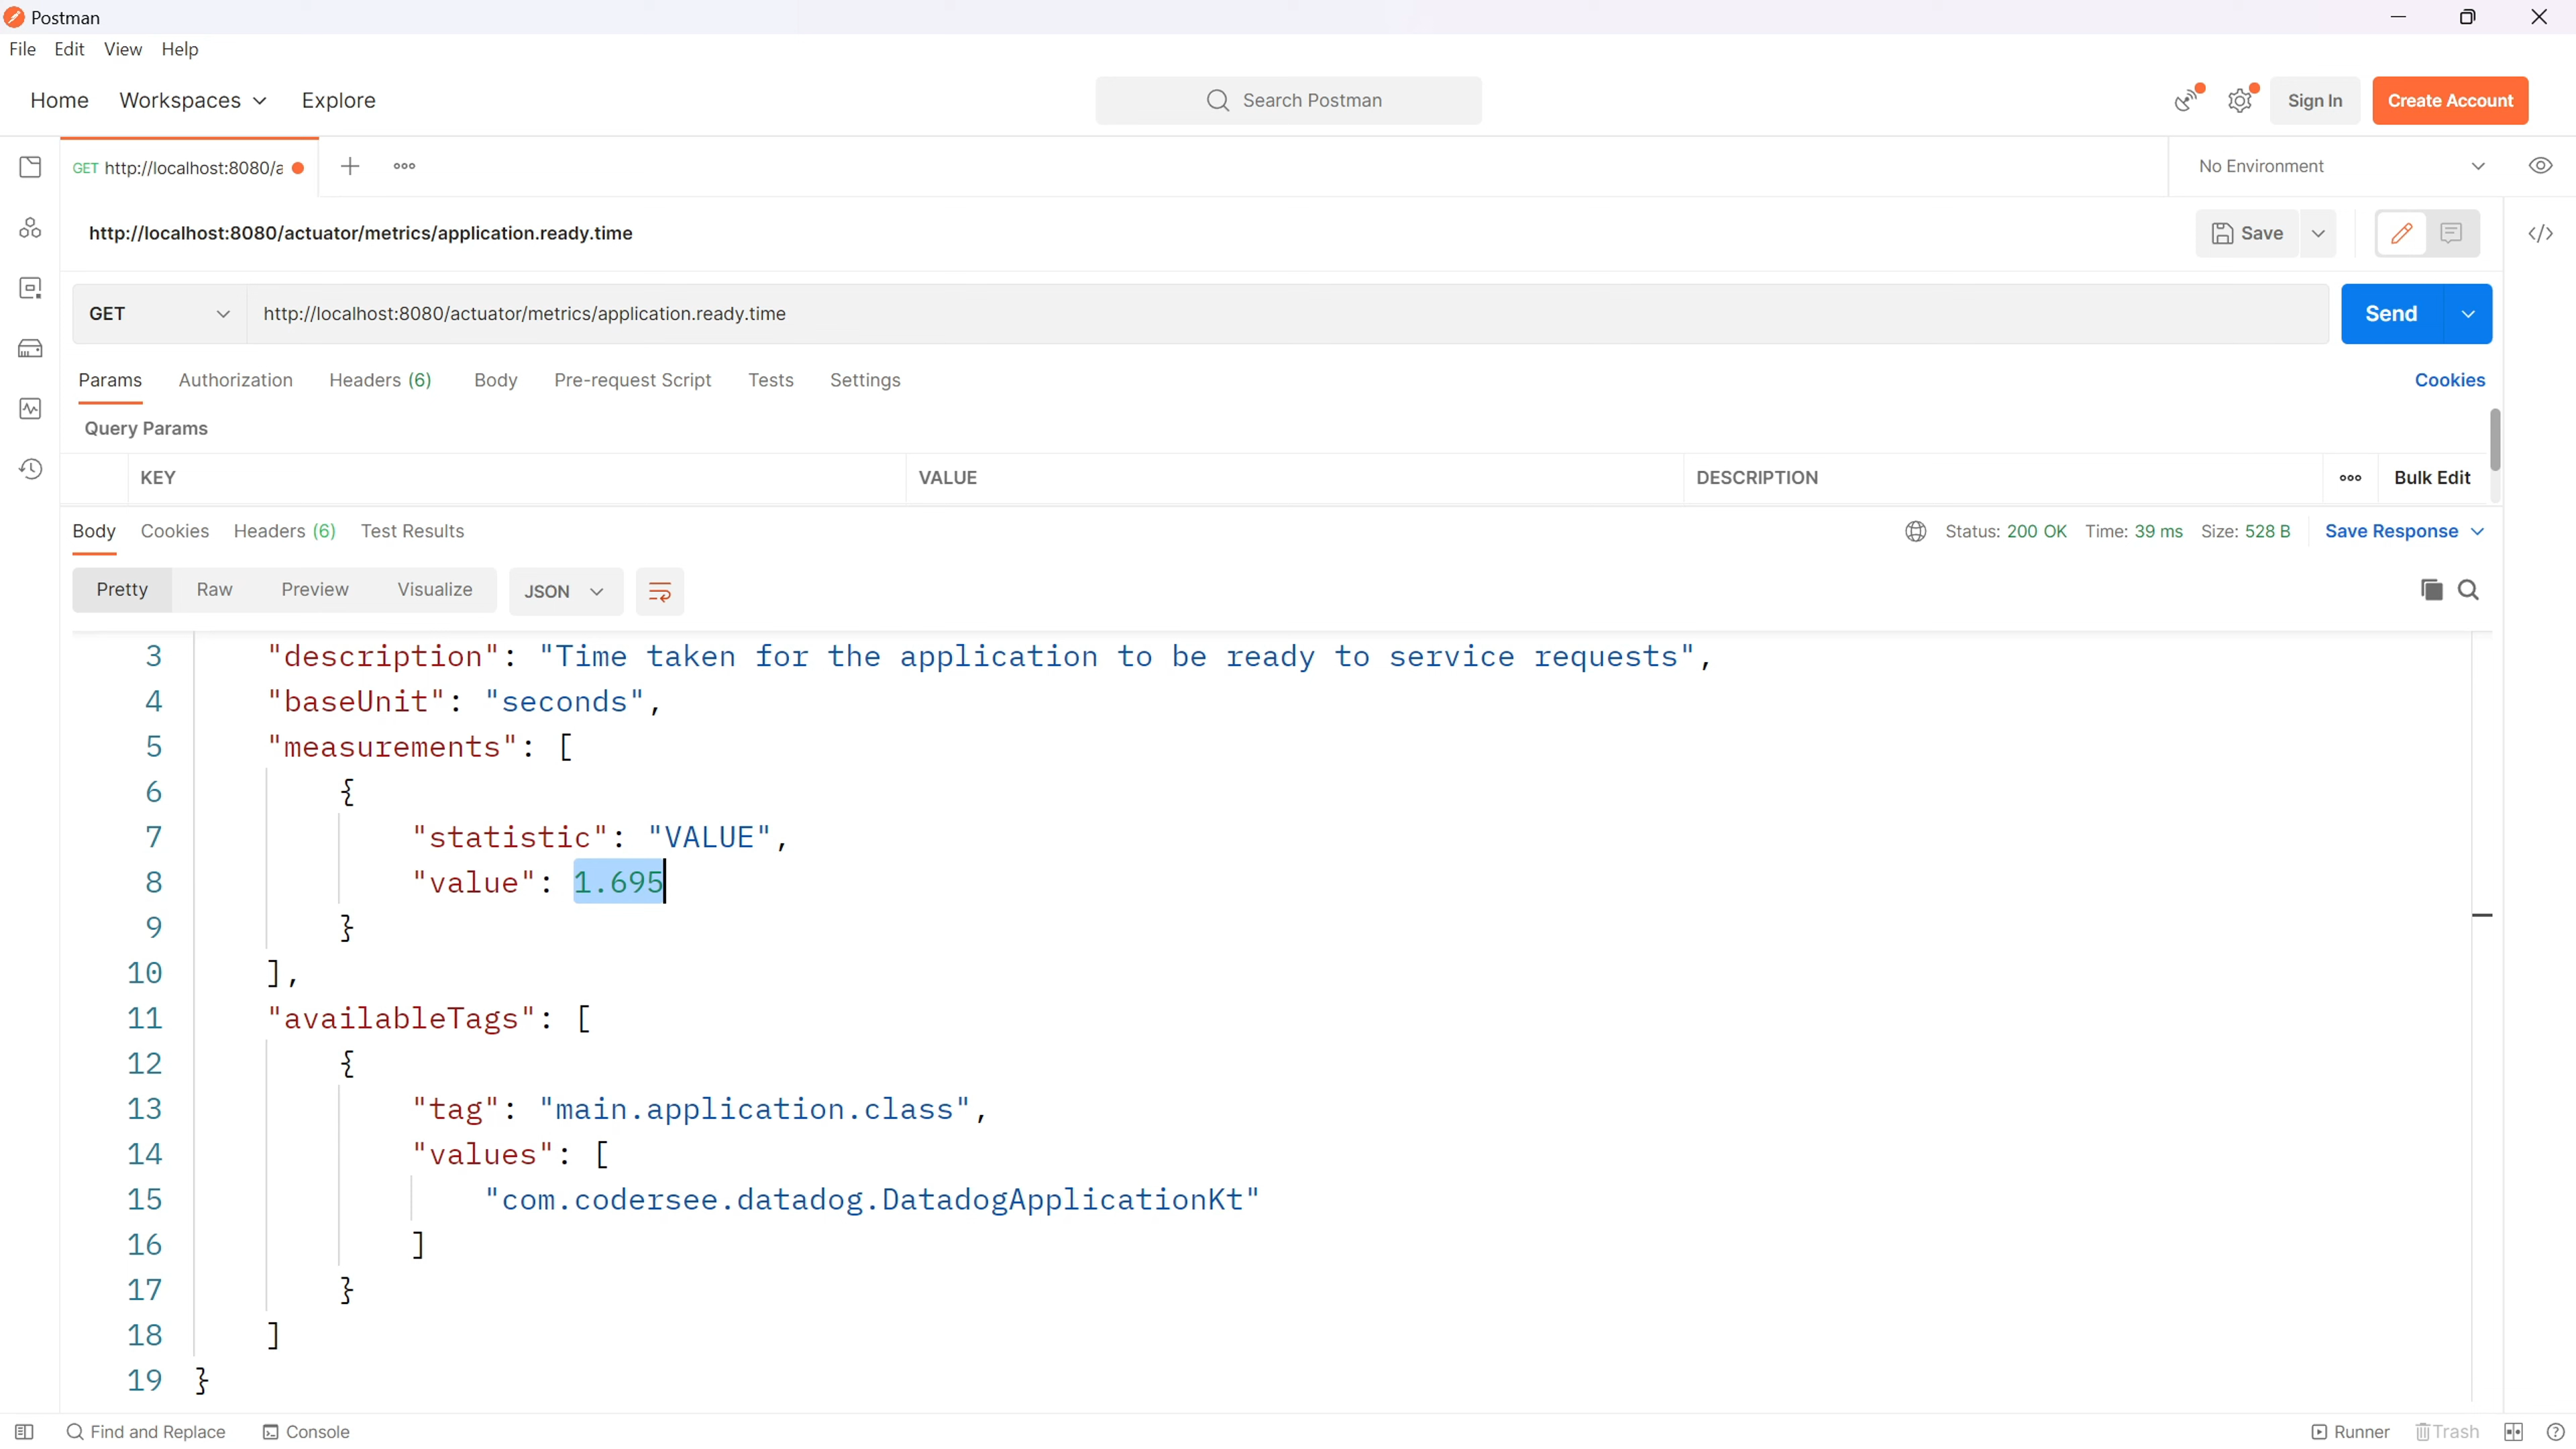 Postman
File Edit View Help
Home Workspaces Explore Search Postman Sign In Create Account
GET http://localhost:8080/a No Environment
http://localhost:8080/actuator/metrics/application.ready.time Save
GET http://localhost:8080/actuator/metrics/application.ready.time Send
Params Authorization Headers (6) Body Pre-request Script Tests Settings Cookies
Query Params
KEY VALUE DESCRIPTION Bulk Edit
Body Cookies Headers (6) Test Results Status: 200 OK Time: 39 ms Size: 528 B Save Response
Pretty Raw Preview Visualize JSON
3 "description": "Time taken for the application to be ready to service requests",
4 "baseUnit": "seconds",
5 "measurements": [
6 {
7 "statistic": "VALUE",
8 "value": 1.695
9 }
10 ],
11 "availableTags": [
12 {
13 "tag": "main.application.class",
14 "values": [
15 "com.codersee.datadog.DatadogApplicationKt"
16 ]
17 }
18 ]
19 }
Find and Replace Console Runner Trash